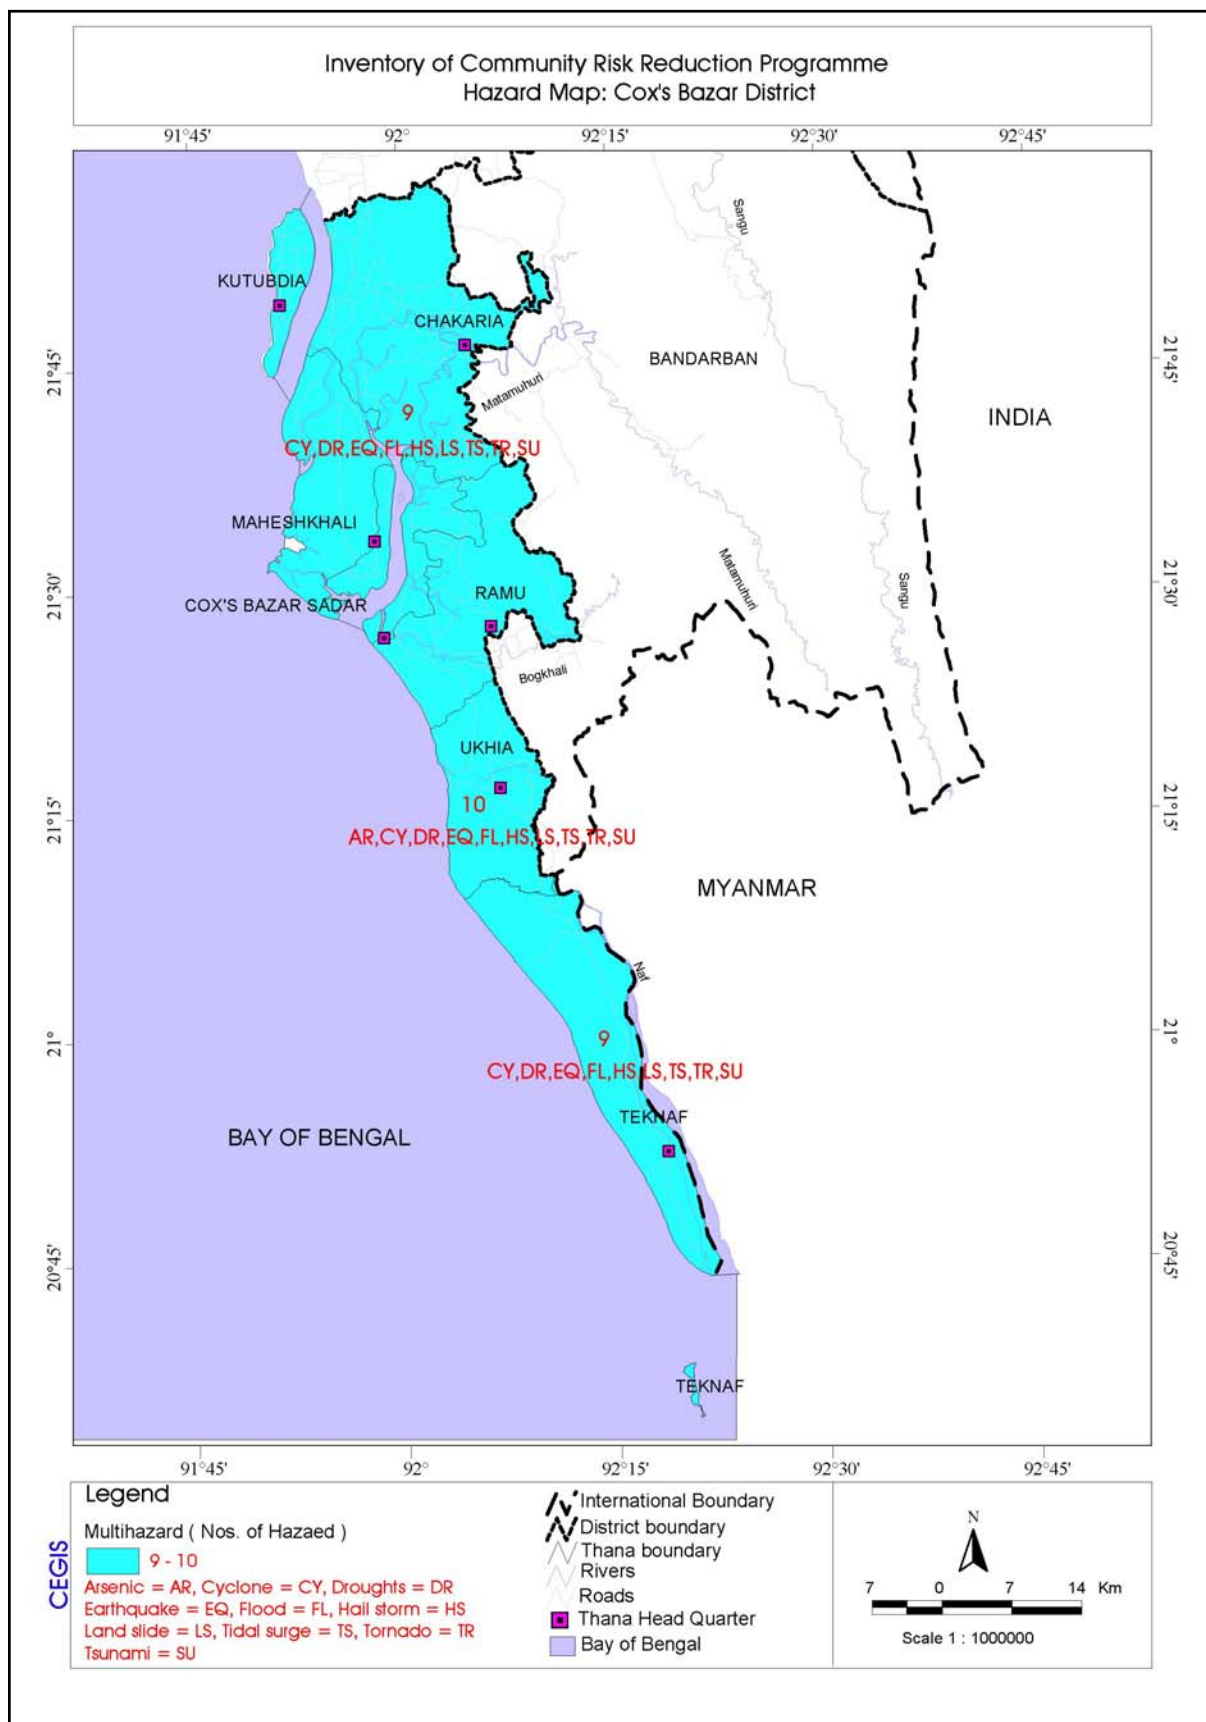 Inventory of Community Risk Reduction Programme
Hazard Map: Cox's Bazar District
91°45' 92° 92°15' 92°30' 92°45'
Sangu
KUTUBDIA
CHAKARIA
BANDARBAN
21°45' 21°45'
Matamuhuri
INDIA
9
CY,DR,EQ,FL,HS,LS,TS,TR,SU
MAHESHKHALI
Matamuhuri
Sangu
21°30' 21°30'
COX'S BAZAR SADAR
RAMU
Bogkhali
UKHIA
10
21°15' 21°15'
AR,CY,DR,EQ,FL,HS,LS,TS,TR,SU
MYANMAR
Naf
21° 21°
9
CY,DR,EQ,FL,HS,LS,TS,TR,SU
TEKNAF
BAY OF BENGAL
20°45' 20°45'
TEKNAF
91°45' 92° 92°15' 92°30' 92°45'
CEGIS
Legend
Multihazard ( Nos. of Hazaed )
9 - 10
Arsenic = AR, Cyclone = CY, Droughts = DR
Earthquake = EQ, Flood = FL, Hail storm = HS
Land slide = LS, Tidal surge = TS, Tornado = TR
Tsunami = SU
International Boundary
District boundary
Thana boundary
Rivers
Roads
Thana Head Quarter
Bay of Bengal
N
7 0 7 14 Km
Scale 1 : 1000000